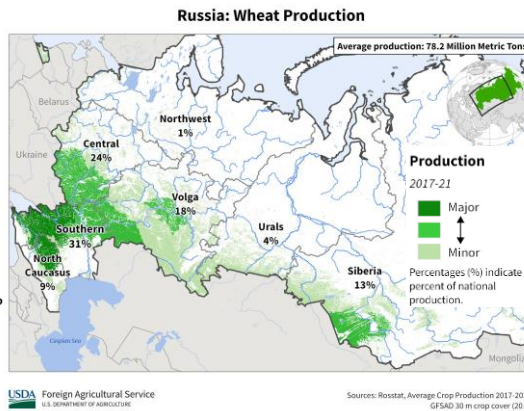 Russia: Wheat Production
Average production: 78.2 Million Metric Tons
Belarus
Ukraine
Northwest
1%
Central
24%
Volga
18%
Southern
31%
North
Caucasus
9%
Urals
4%
Siberia
13%
Caspian Sea
Mongolia
Production
2017-21
Major
Minor
Percentages (%) indicate
percent of national
production.
USDA Foreign Agricultural Service
U.S. DEPARTMENT OF AGRICULTURE
Sources: Rosstat, Average Crop Production 2017-20
GFSAD 30 m crop cover (20